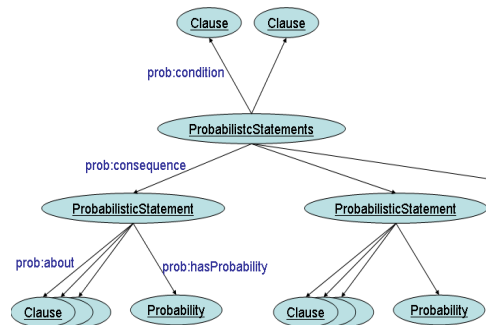 Clause Clause
prob:condition
ProbabilistcStatements
prob:consequence
ProbabilisticStatement ProbabilisticStatement
prob:about prob:hasProbability
Clause Probability Clause Probability